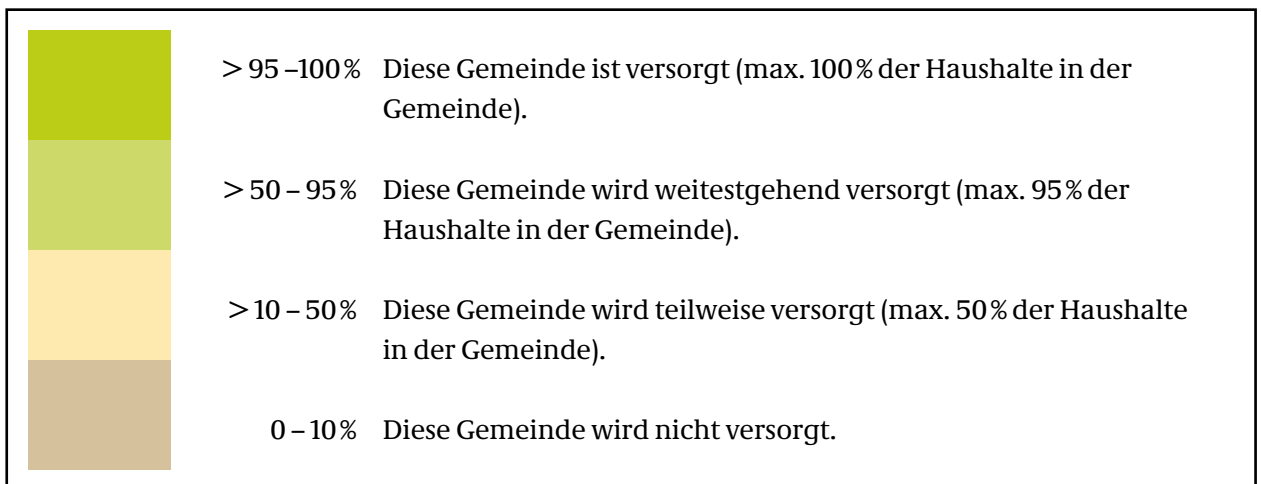 > 95 –100 % Diese Gemeinde ist versorgt (max. 100 % der Haushalte in der
Gemeinde).
> 50 – 95 % Diese Gemeinde wird weitestgehend versorgt (max. 95 % der
Haushalte in der Gemeinde).
> 10 – 50 % Diese Gemeinde wird teilweise versorgt (max. 50 % der Haushalte
in der Gemeinde).
0 – 10 % Diese Gemeinde wird nicht versorgt.